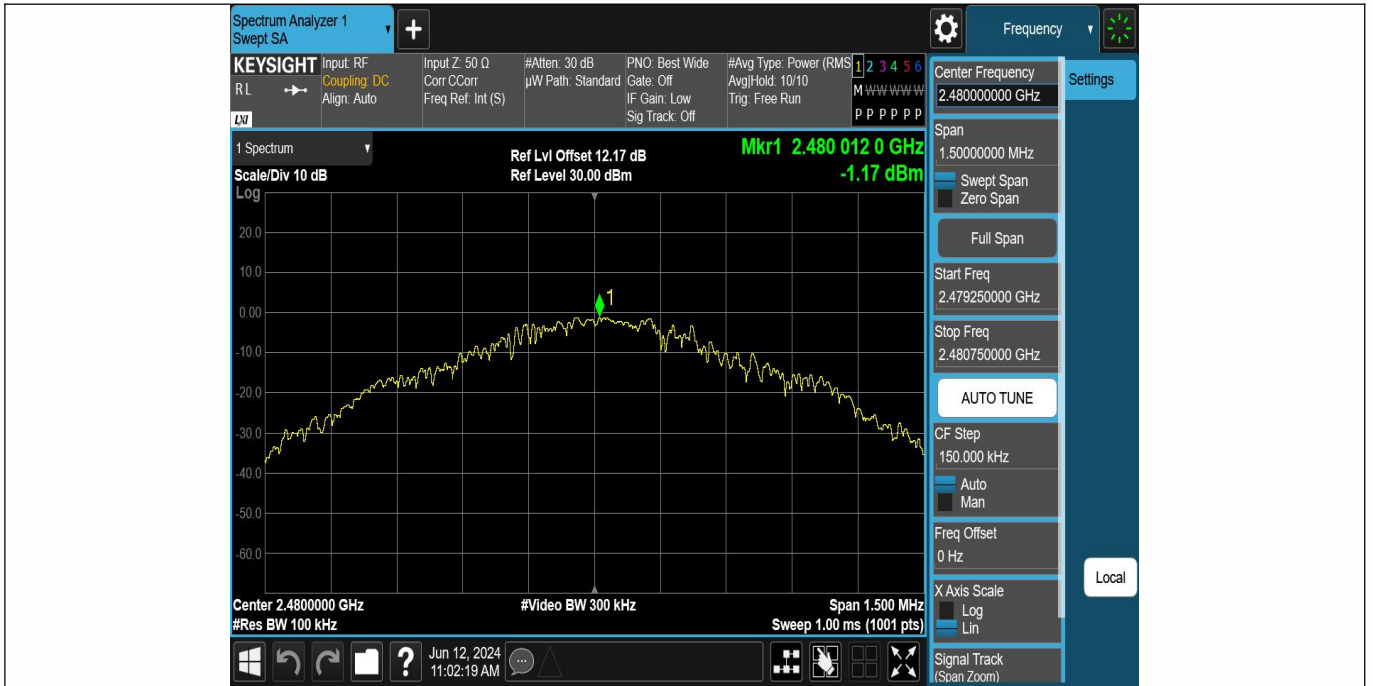 Spectrum Analyzer 1
Swept SA
+
Frequency
KEYSIGHT
R L
LXI
Input: RF
Coupling: DC
Align: Auto
Input Z: 50 Ω
Corr CCorr
Freq Ref: Int (S)
#Atten: 30 dB
µW Path: Standard
PNO: Best Wide
Gate: Off
IF Gain: Low
Sig Track: Off
#Avg Type: Power (RMS
Avg|Hold: 10/10
Trig: Free Run
1 2 3 4 5 6
M W W W W W
P P P P P P
1 Spectrum
Scale/Div 10 dB
Log
Ref Lvl Offset 12.17 dB
Ref Level 30.00 dBm
Mkr1 2.480 012 0 GHz
-1.17 dBm
20.0
10.0
0.00
-10.0
-20.0
-30.0
-40.0
-50.0
-60.0
1
Center 2.4800000 GHz
#Res BW 100 kHz
#Video BW 300 kHz
Span 1.500 MHz
Sweep 1.00 ms (1001 pts)
?
Jun 12, 2024
11:02:19 AM
Center Frequency
2.480000000 GHz
Settings
Span
1.50000000 MHz
Swept Span
Zero Span
Full Span
Start Freq
2.479250000 GHz
Stop Freq
2.480750000 GHz
AUTO TUNE
CF Step
150.000 kHz
Auto
Man
Freq Offset
0 Hz
X Axis Scale
Log
Lin
Local
Signal Track
(Span Zoom)